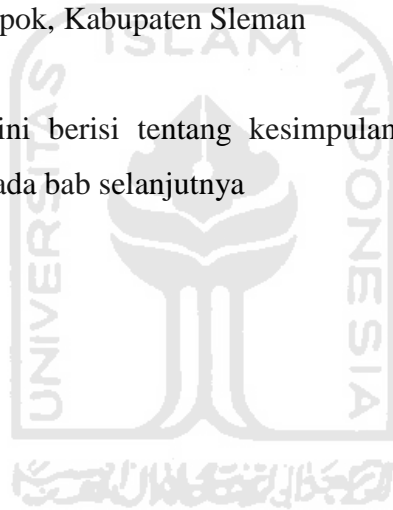 pok, Kabupaten Sleman
ini berisi tentang kesimpulan
ada bab selanjutnya
ISLAM
UNIVERSITAS
INDONESIA